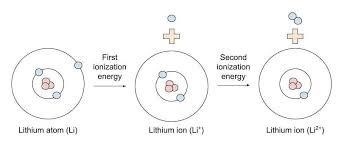 First
ionization
energy
Second
ionization
energy
Lithium atom (Li)
Lithium ion (Li⁺)
Lithium ion (Li²⁺)